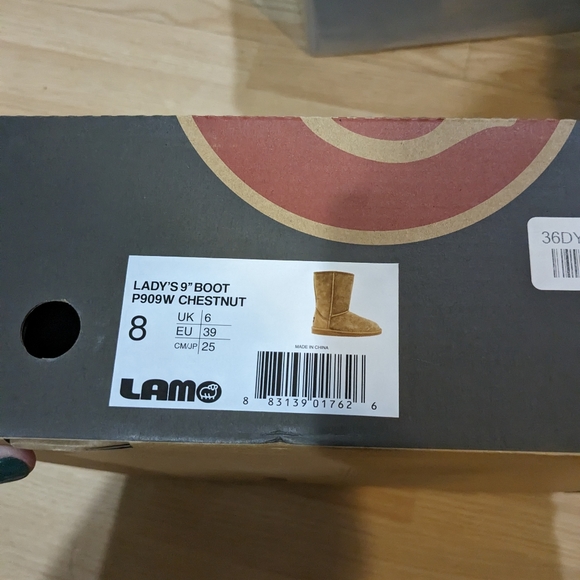 36DY
LADY'S 9" BOOT
P909W CHESTNUT
8
UK 6
EU 39
CM/JP 25
MADE IN CHINA
LAMO
8 83139 01762 6